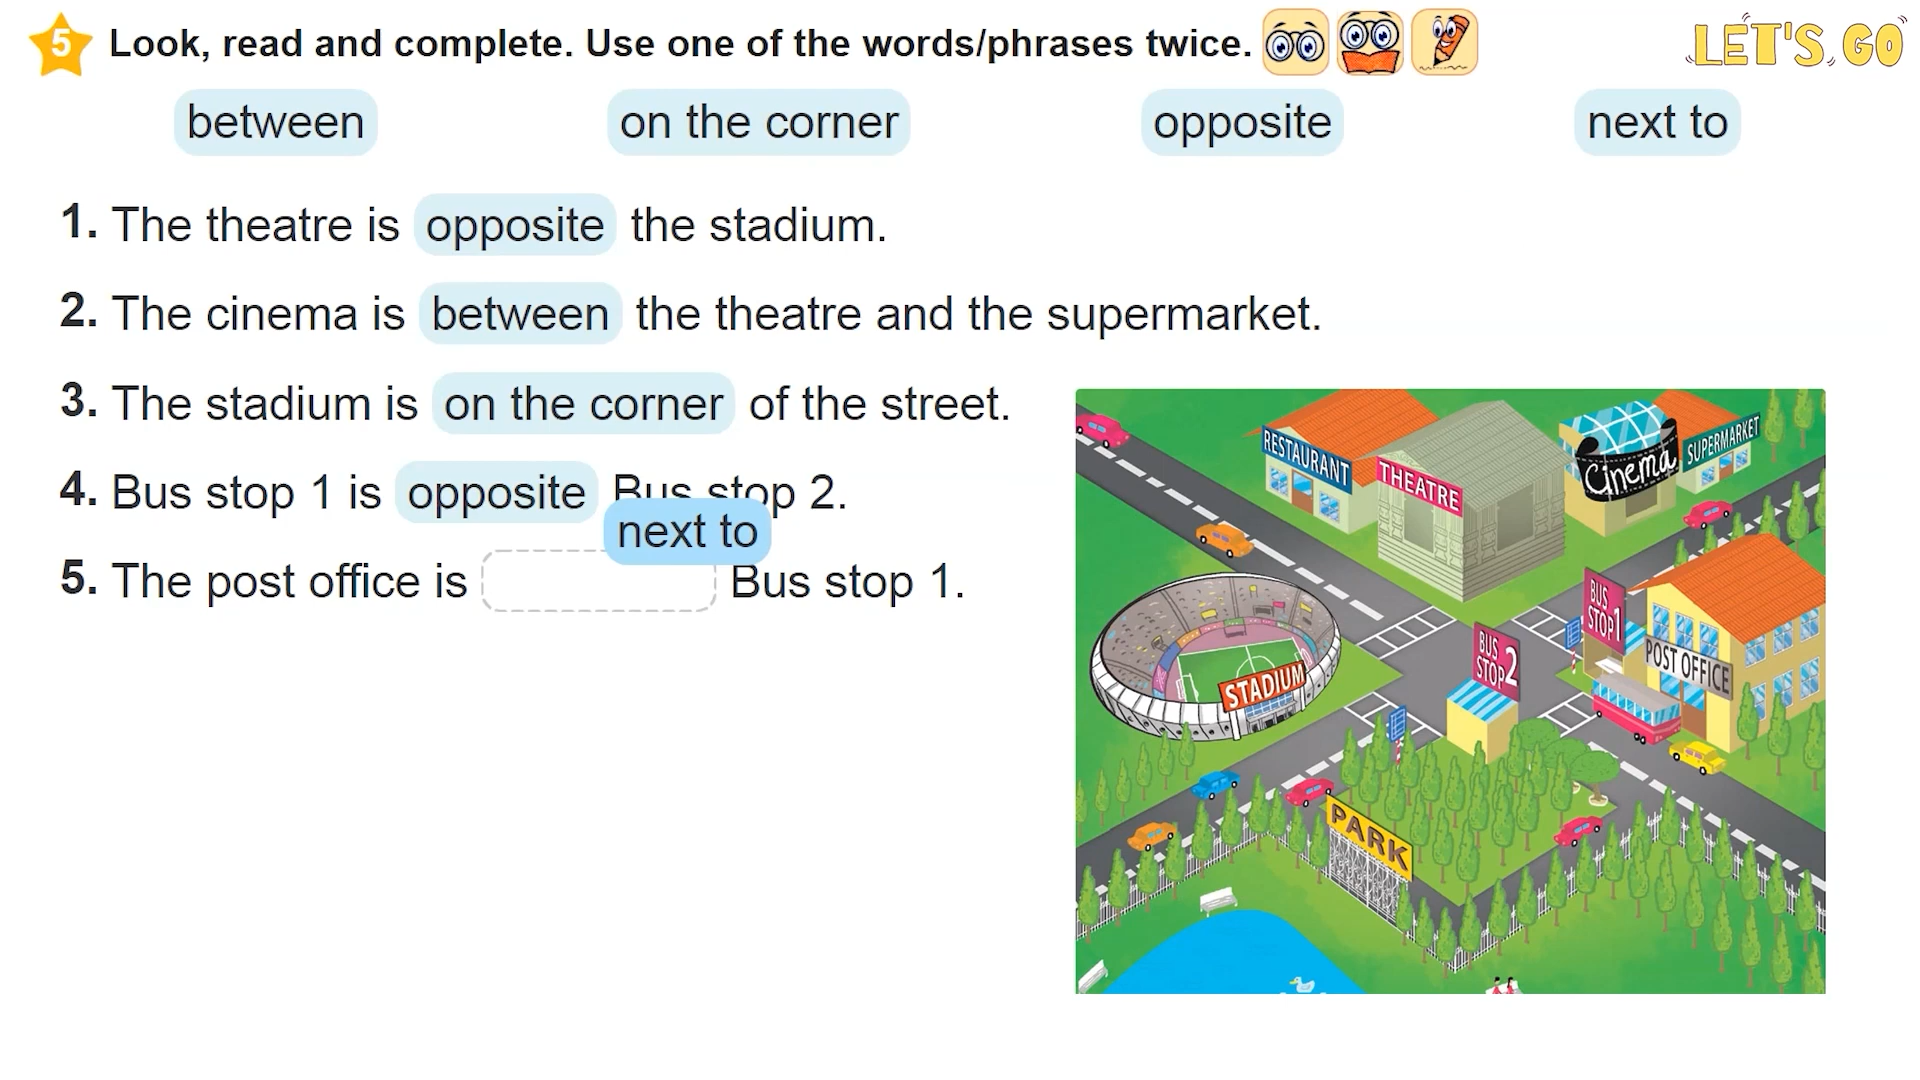 5 Look, read and complete. Use one of the words/phrases twice.
LET'S GO
between on the corner opposite next to
1. The theatre is opposite the stadium.
2. The cinema is between the theatre and the supermarket.
3. The stadium is on the corner of the street.
4. Bus stop 1 is opposite Bus stop 2.
next to
5. The post office is Bus stop 1.
RESTAURANT
THEATRE
Cinema
SUPERMARKET
BUS
STOP1
BUS
STOP2
POST OFFICE
STADIUM
PARK